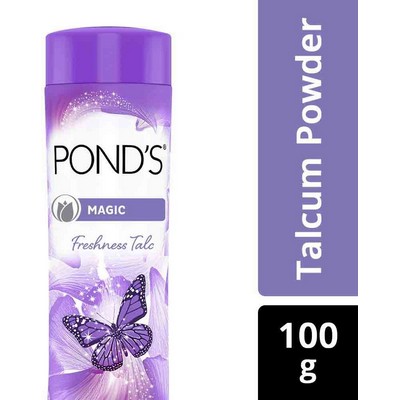 POND'S®
MAGIC
Freshness Talc
Talcum Powder
100
g